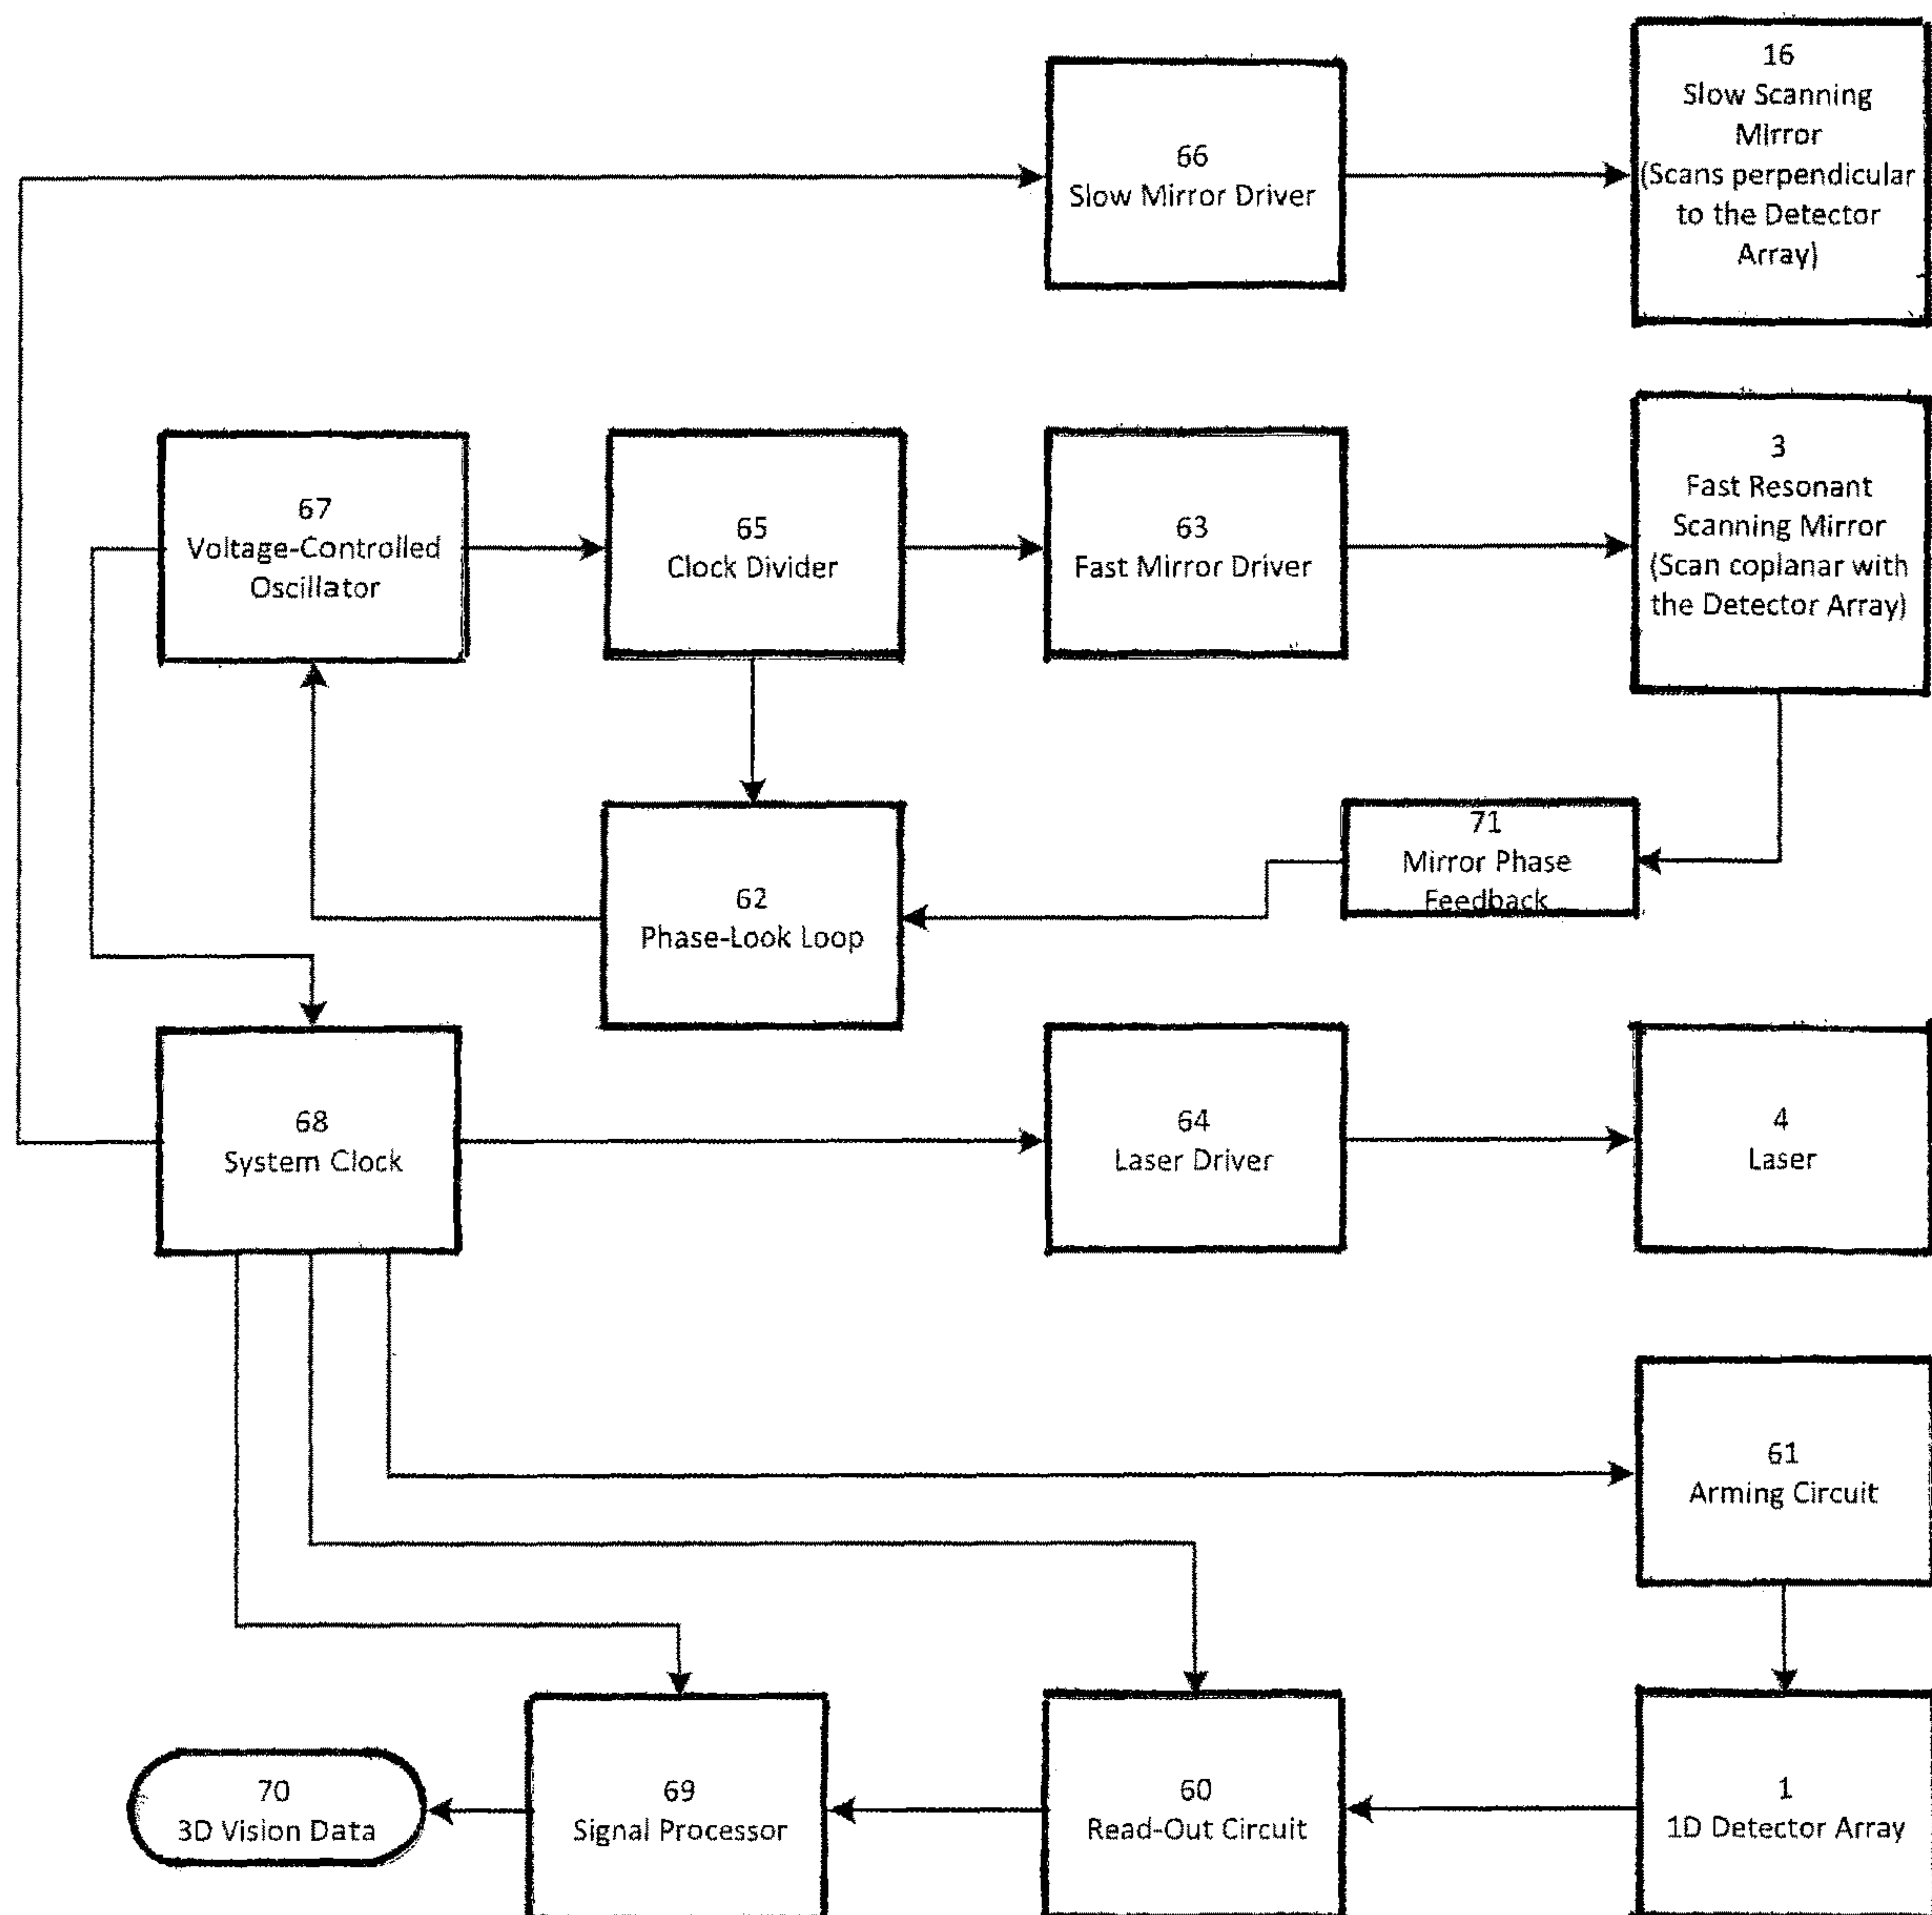 16
Slow Scanning
Mirror
(Scans perpendicular
to the Detector
Array)
66
Slow Mirror Driver
3
Fast Resonant
Scanning Mirror
(Scan coplanar with
the Detector Array)
67
Voltage-Controlled
Oscillator
65
Clock Divider
63
Fast Mirror Driver
71
Mirror Phase
Feedback
62
Phase-Look Loop
68
System Clock
64
Laser Driver
4
Laser
61
Arming Circuit
70
3D Vision Data
69
Signal Processor
60
Read-Out Circuit
1
1D Detector Array